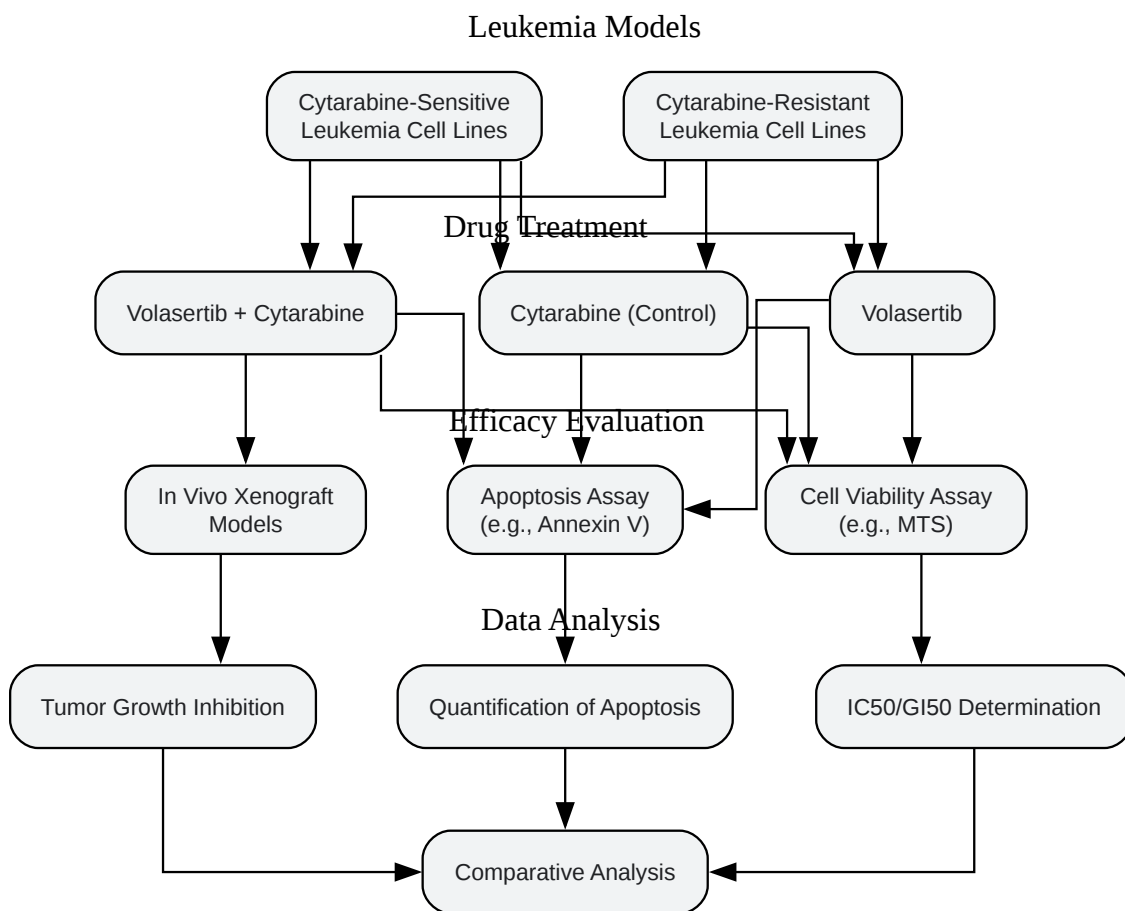 Leukemia Models
Cytarabine-Sensitive
Leukemia Cell Lines
Cytarabine-Resistant
Leukemia Cell Lines
Drug Treatment
Volasertib + Cytarabine
Cytarabine (Control)
Volasertib
Efficacy Evaluation
In Vivo Xenograft
Models
Apoptosis Assay
(e.g., Annexin V)
Cell Viability Assay
(e.g., MTS)
Data Analysis
Tumor Growth Inhibition
Quantification of Apoptosis
IC50/GI50 Determination
Comparative Analysis